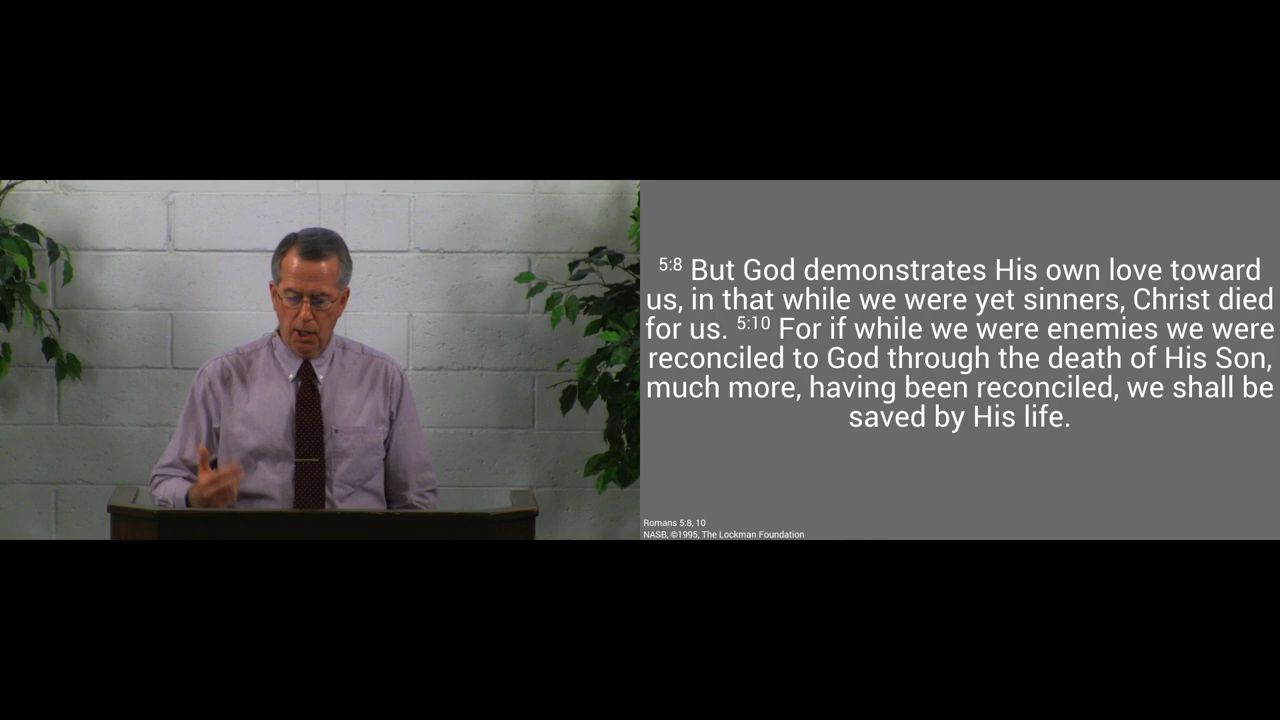 5:8 But God demonstrates His own love toward
us, in that while we were yet sinners, Christ died
for us. 5:10 For if while we were enemies we were
reconciled to God through the death of His Son,
much more, having been reconciled, we shall be
saved by His life.
Romans 5:8, 10
NASB, ©1995, The Lockman Foundation